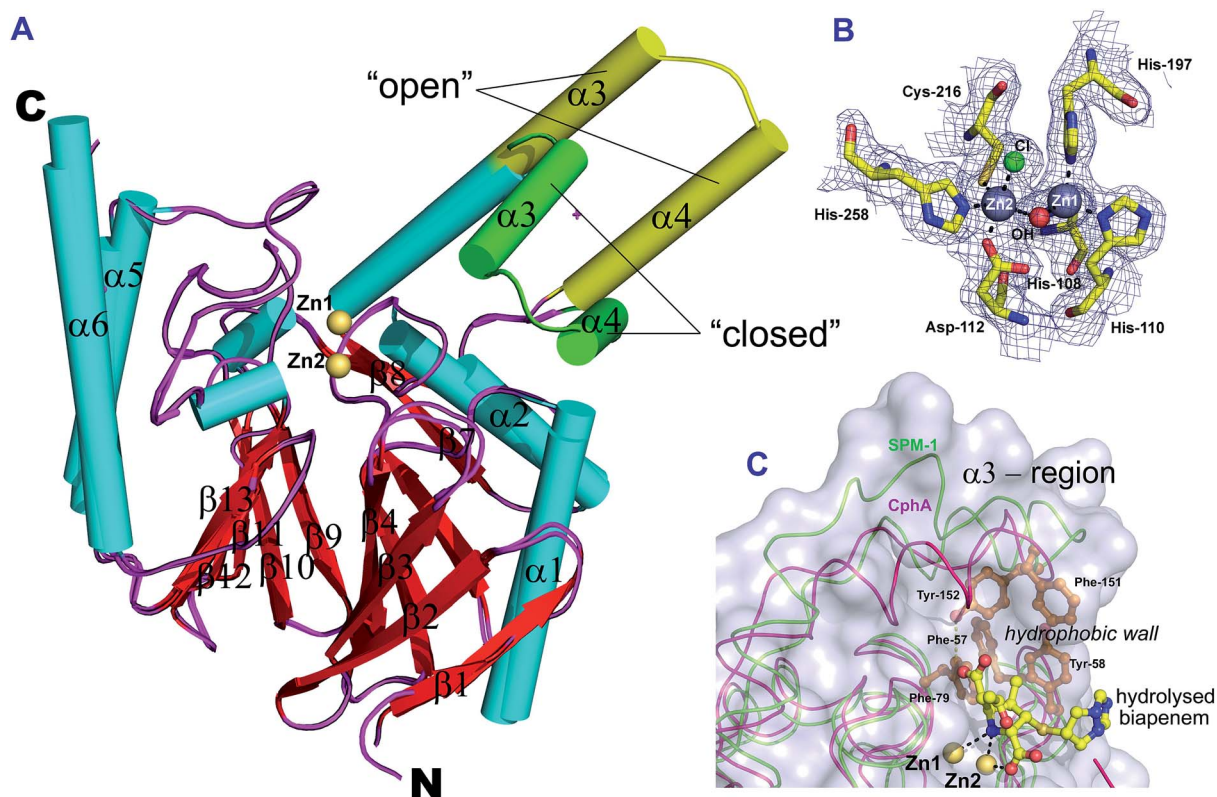 A
C
"open"
α3
α3
α4
α4
"closed"
α5
α6
Zn1
Zn2
β8
α2
β7
β13
β11
β9
β4
β12
β10
β3
α1
β2
β1
N
B
His-197
Cys-216
Cl
Zn2
Zn1
His-258
OH
His-108
Asp-112
His-110
C
SPM-1
α3 – region
CphA
Tyr-152
Phe-151
Phe-57
hydrophobic wall
Tyr-58
Phe-79
hydrolysed
biapenem
Zn1
Zn2